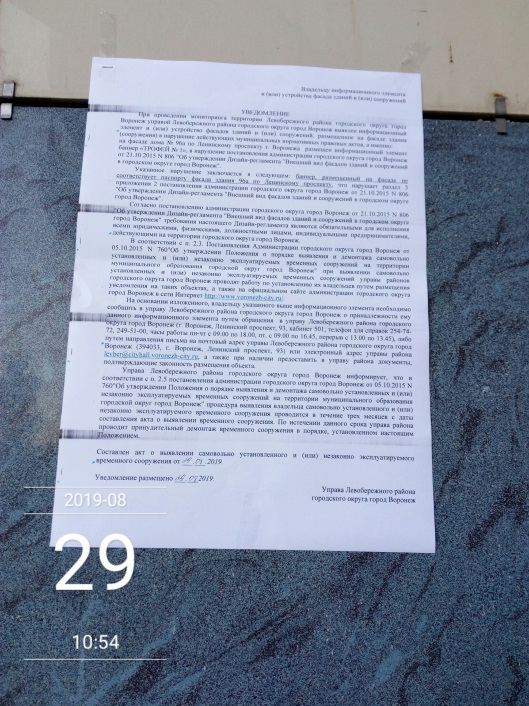 Владельцу информационного элемента
и (или) устройства фасада зданий и (или) сооружений
УВЕДОМЛЕНИЕ
При проведении мониторинга территории Левобережного района городского округа город
Воронеж управой Левобережного района городского округа город Воронеж выявлен информационный
элемент и (или) устройство фасадов зданий и (или) сооружений, размещенные на фасаде здания
(сооружения) в нарушение действующих муниципальных нормативных правовых актов, а именно:
на фасаде дома № 96а по Ленинскому проспекту г. Воронежа размещен информационный элемент
баннер «ТРОФЕЙ № 1», в нарушение постановления администрации городского округа город Воронеж
от 21.10.2015 N 806 "Об утверждении Дизайн-регламента "Внешний вид фасадов зданий и сооружений
в городском округе город Воронеж".
Указанное нарушение заключается в следующем: баннер, размещенный на фасаде не
соответствует паспорту фасада здания 96а по Ленинскому проспекту, что нарушает раздел 3
приложения 2 постановления администрации городского округа город Воронеж от 21.10.2015 N 806
"Об утверждении Дизайн-регламента "Внешний вид фасадов зданий и сооружений в городском округе
город Воронеж".
Согласно постановлению администрации городского округа город Воронеж от 21.10.2015 N 806
"Об утверждении Дизайн-регламента "Внешний вид фасадов зданий и сооружений в городском округе
город Воронеж" требования настоящего Дизайн-регламента являются обязательными для исполнения
всеми юридическими, физическими, должностными лицами, индивидуальными предпринимателями,
действующими на территории городского округа город Воронеж.
В соответствии с п. 2.3. Постановления Администрации городского округа город Воронеж от
05.10.2015 N 760"Об утверждении Положения о порядке выявления и демонтажа самовольно
установленных и (или) незаконно эксплуатируемых временных сооружений на территории
муниципального образования городской округ город Воронеж" при выявлении самовольно
установленных и (или) незаконно эксплуатируемых временных сооружений управы районов
городского округа город Воронеж проводят работу по установлению их владельцев путем размещения
уведомления на таких объектах, а также на официальном сайте администрации городского округа
город Воронеж в сети Интернет http://www.voronezh-city.ru/.
На основании изложенного, владельцу указанного выше информационного элемента необходимо
сообщить в управу Левобережного района городского округа город Воронеж о принадлежности ему
данного информационного элемента путем обращения в управу Левобережного района городского
округа город Воронеж (г. Воронеж, Ленинский проспект, 93, кабинет 501, телефон для справок 254-74-
72, 249-51-00, часы работы пн-чт с 09.00 до 18.00, пт. с 09.00 до 16.45, перерыв с 13.00 до 13.45), либо
путем направления письма на почтовый адрес управы Левобережного района городского округа город
Воронеж (394033, г. Воронеж, Ленинский проспект, 93) или электронный адрес управы района
levber@cityhall.voronezh-city.ru, а также при наличии представить в управу района документы,
подтверждающие законность размещения объекта.
Управа Левобережного района городского округа город Воронеж информирует, что в
соответствии с п. 2.5 постановления администрации городского округа город Воронеж от 05.10.2015 N
760"Об утверждении Положения о порядке выявления и демонтажа самовольно установленных и (или)
незаконно эксплуатируемых временных сооружений на территории муниципального образования
городской округ город Воронеж" процедура выявления владельца самовольно установленного и (или)
незаконно эксплуатируемого временного сооружения проводится в течение трех месяцев с даты
составления акта о выявлении временного сооружения. По истечении данного срока управа района
проводит принудительный демонтаж временного сооружения в порядке, установленном настоящим
Положением.
Составлен акт о выявлении самовольно установленного и (или) незаконно эксплуатируемого
временного сооружения от 2019.
Уведомление размещено 2019.
Управа Левобережного района
городского округа город Воронеж
2019-08
29
10:54